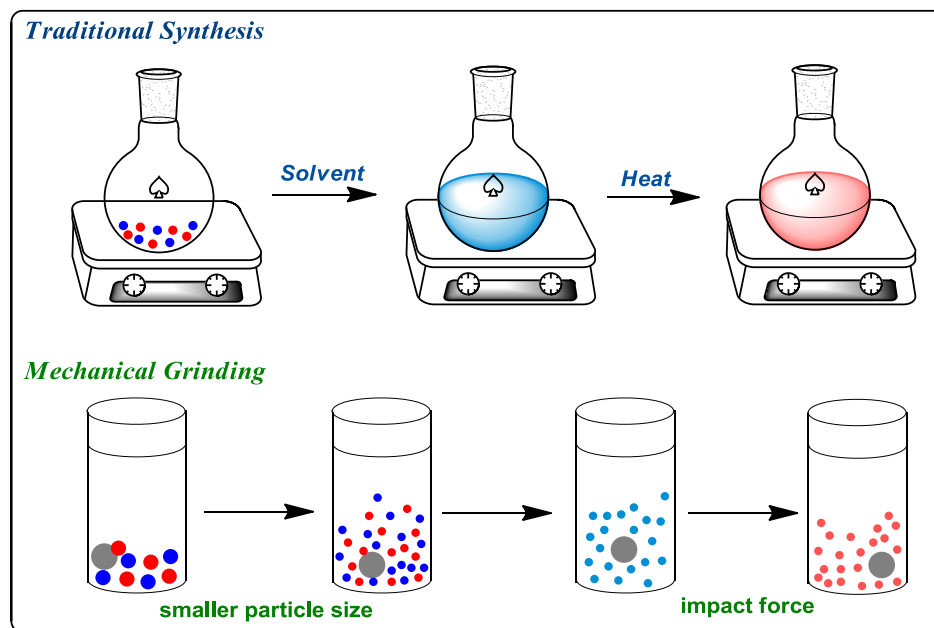 Traditional Synthesis
Solvent
Heat
Mechanical Grinding
smaller particle size
impact force